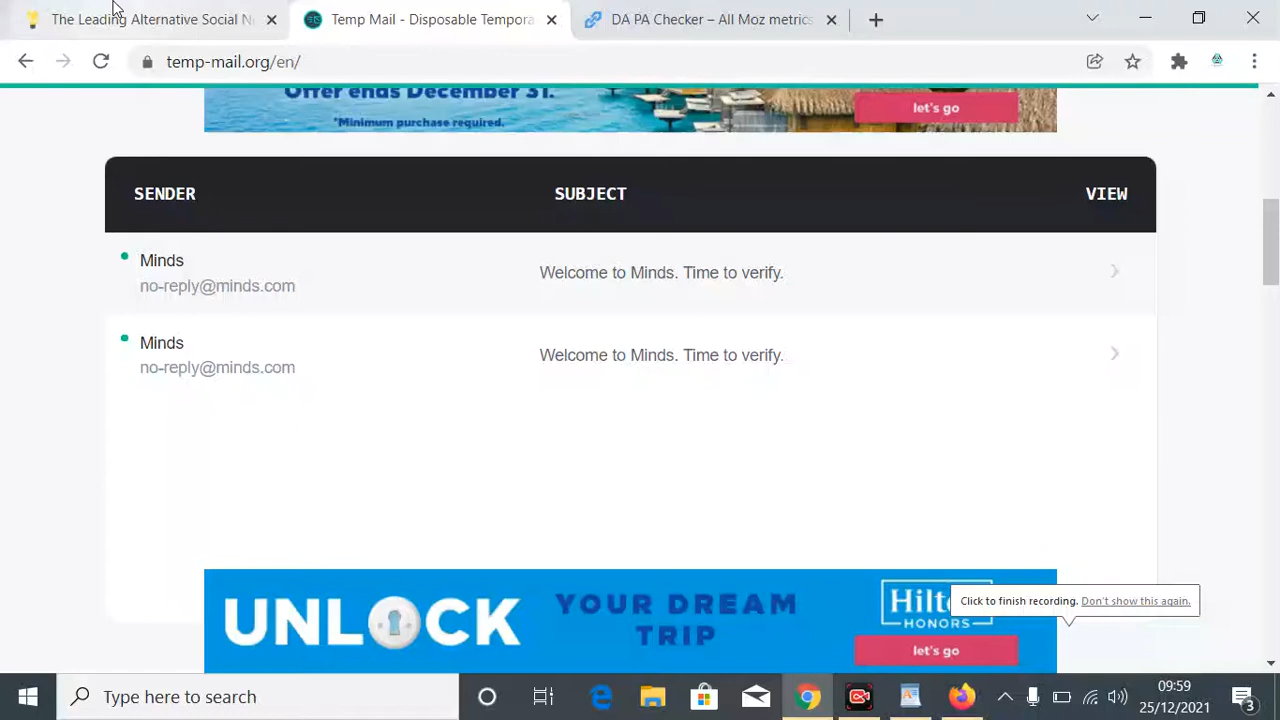 The Leading Alternative Social N
Temp Mail - Disposable Tempora
DA PA Checker – All Moz metrics
temp-mail.org/en/
Offer ends December 31.
*Minimum purchase required.
let's go
SENDER
SUBJECT
VIEW
Minds
no-reply@minds.com
Welcome to Minds. Time to verify.
Minds
no-reply@minds.com
Welcome to Minds. Time to verify.
UNLOCK
YOUR DREAM
TRIP
HONORS
let's go
Click to finish recording. Don't show this again.
Type here to search
09:59
25/12/2021
3